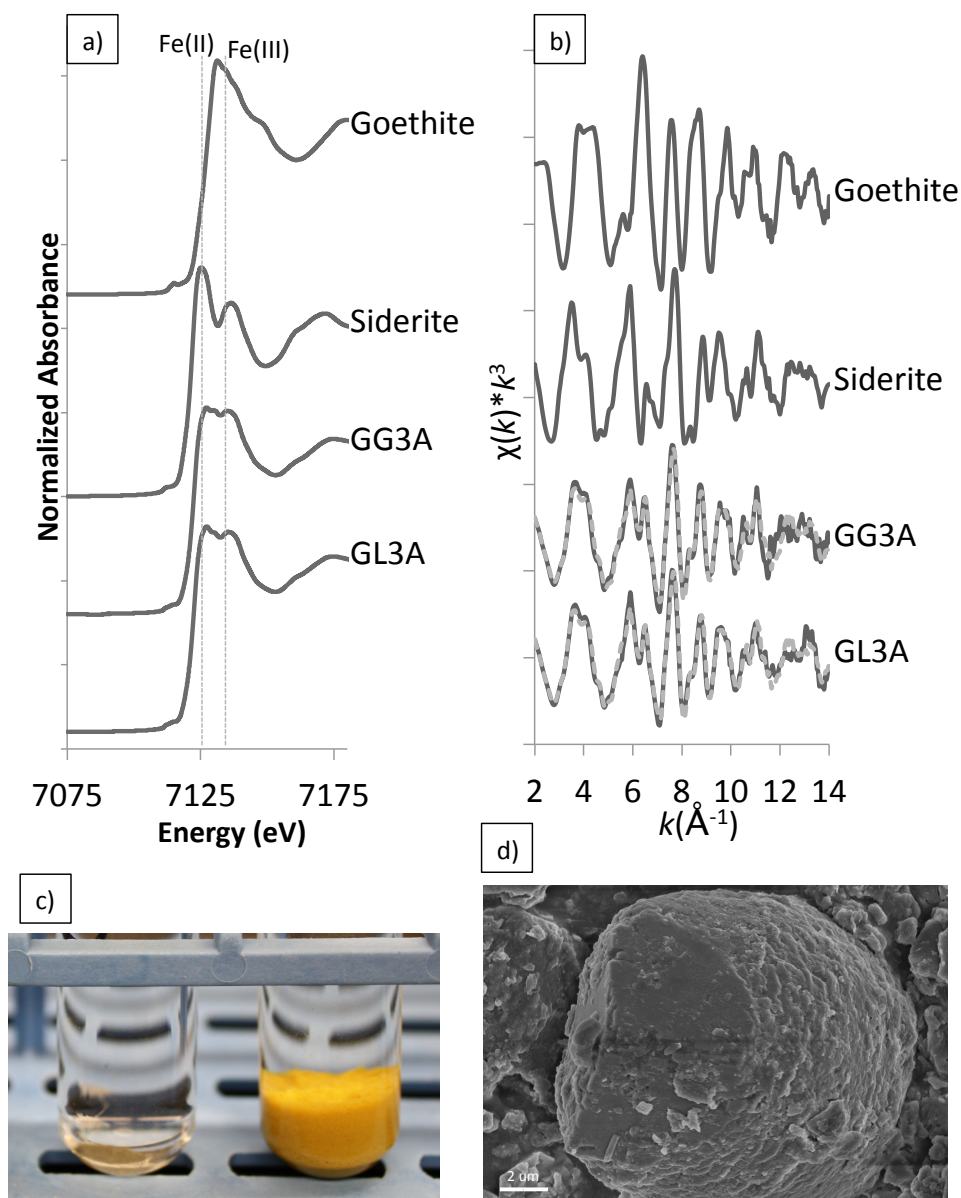 a)
Fe(II)
Fe(III)
Goethite
Siderite
GG3A
GL3A
Normalized Absorbance
7075 7125 7175
Energy (eV)
b)
Goethite
Siderite
GG3A
GL3A
χ(k)*k³
2 4 6 8 10 12 14
k(Å⁻¹)
c)
d)
2 um